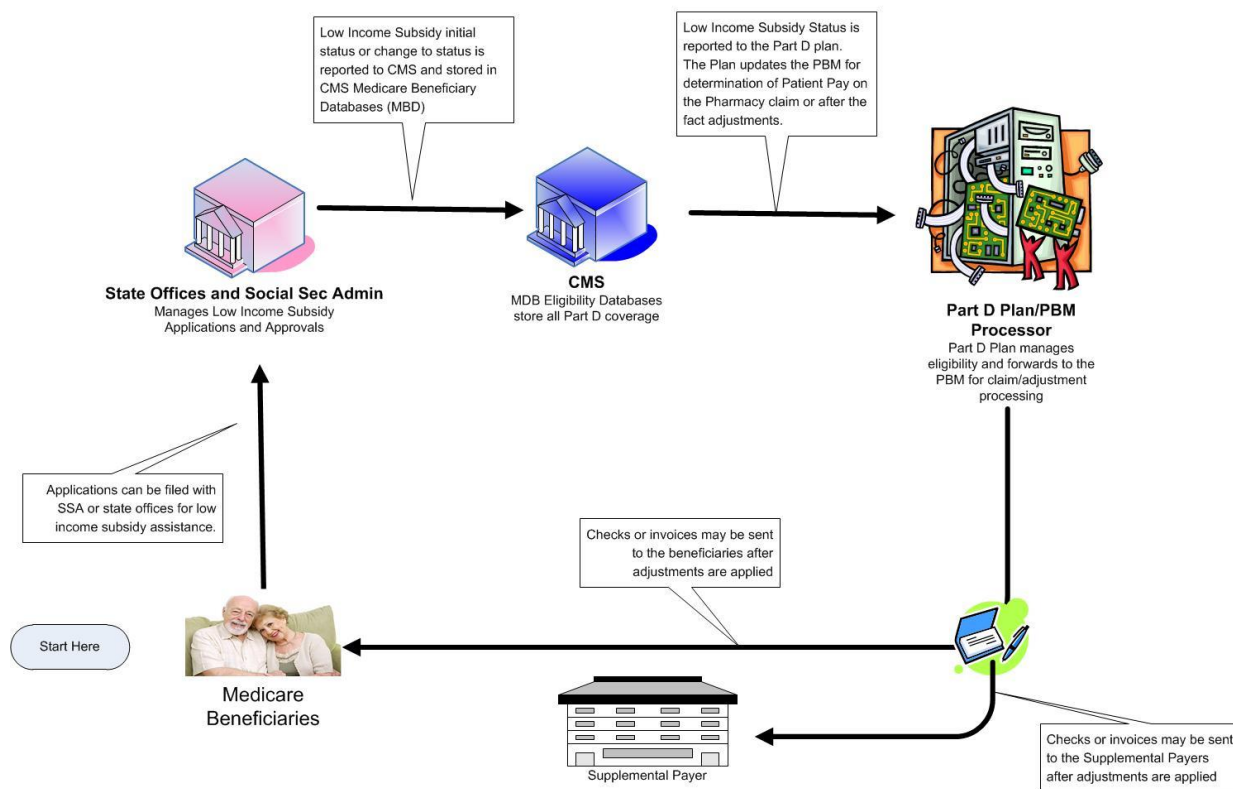 Low Income Subsidy initial
status or change to status is
reported to CMS and stored in
CMS Medicare Beneficiary
Databases (MBD)
Low Income Subsidy Status is
reported to the Part D plan.
The Plan updates the PBM for
determination of Patient Pay on
the Pharmacy claim or after the
fact adjustments.
State Offices and Social Sec Admin
Manages Low Income Subsidy
Applications and Approvals
CMS
MDB Eligibility Databases
store all Part D coverage
Part D Plan/PBM
Processor
Part D Plan manages
eligibility and forwards to the
PBM for claim/adjustment
processing
Applications can be filed with
SSA or state offices for low
income subsidy assistance.
Checks or invoices may be sent
to the beneficiaries after
adjustments are applied
Start Here
Medicare
Beneficiaries
Supplemental Payer
Checks or invoices may be sent
to the Supplemental Payers
after adjustments are applied